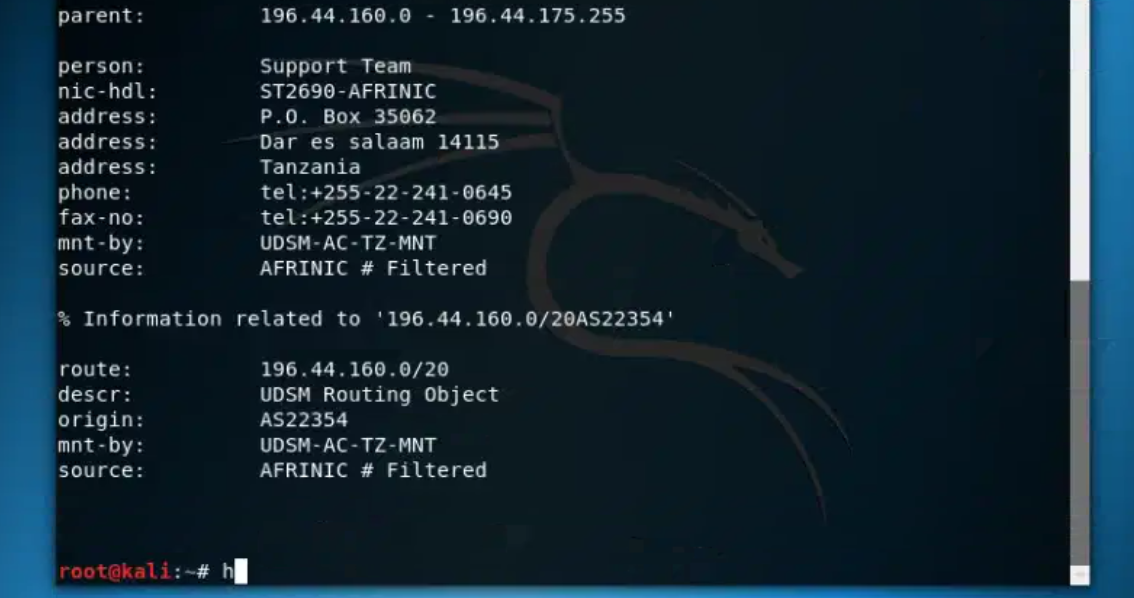 parent: 196.44.160.0 - 196.44.175.255
person: Support Team
nic-hdl: ST2690-AFRINIC
address: P.O. Box 35062
address: Dar es salaam 14115
address: Tanzania
phone: tel:+255-22-241-0645
fax-no: tel:+255-22-241-0690
mnt-by: UDSM-AC-TZ-MNT
source: AFRINIC # Filtered
% Information related to '196.44.160.0/20AS22354'
route: 196.44.160.0/20
descr: UDSM Routing Object
origin: AS22354
mnt-by: UDSM-AC-TZ-MNT
source: AFRINIC # Filtered
root@kali:~# h